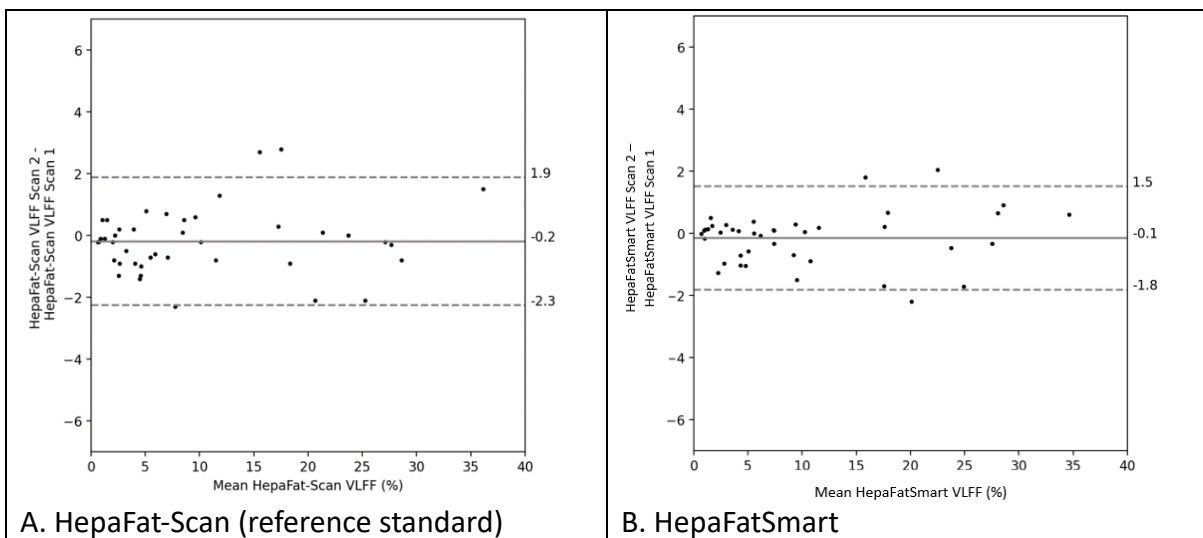 6
4
2
0
−2
−4
−6
HepaFat-Scan VLFF Scan 2 -
HepaFat-Scan VLFF Scan 1
1.9
-0.2
-2.3
0 5 10 15 20 25 30 35 40
Mean HepaFat-Scan VLFF (%)
A. HepaFat-Scan (reference standard)
6
4
2
0
−2
−4
−6
HepaFatSmart VLFF Scan 2 –
HepaFatSmart VLFF Scan 1
1.5
-0.1
-1.8
0 5 10 15 20 25 30 35 40
Mean HepaFatSmart VLFF (%)
B. HepaFatSmart